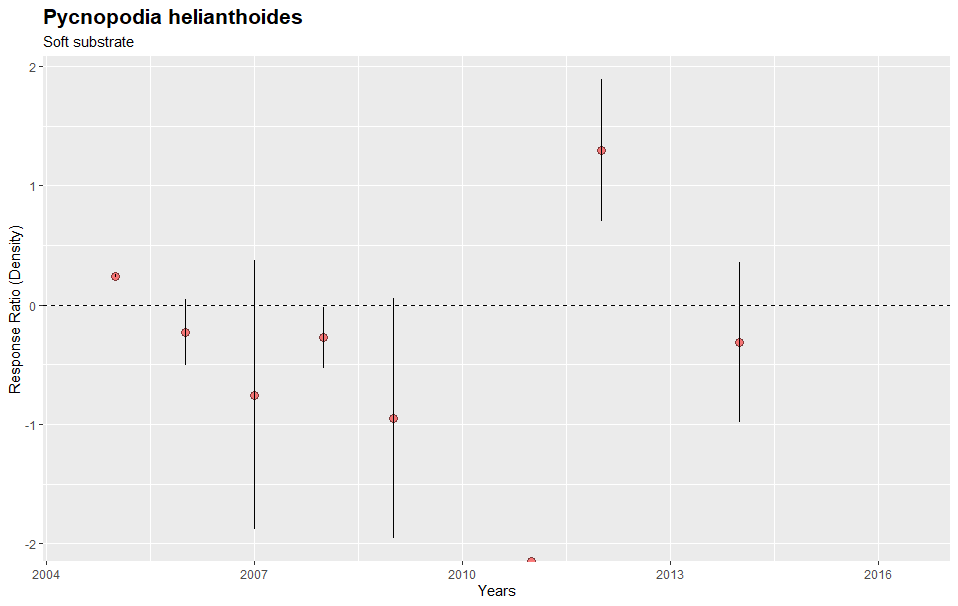 Pycnopodia helianthoides
Soft substrate
Response Ratio (Density)
2
1
0
-1
-2
2004 2007 2010 2013 2016
Years